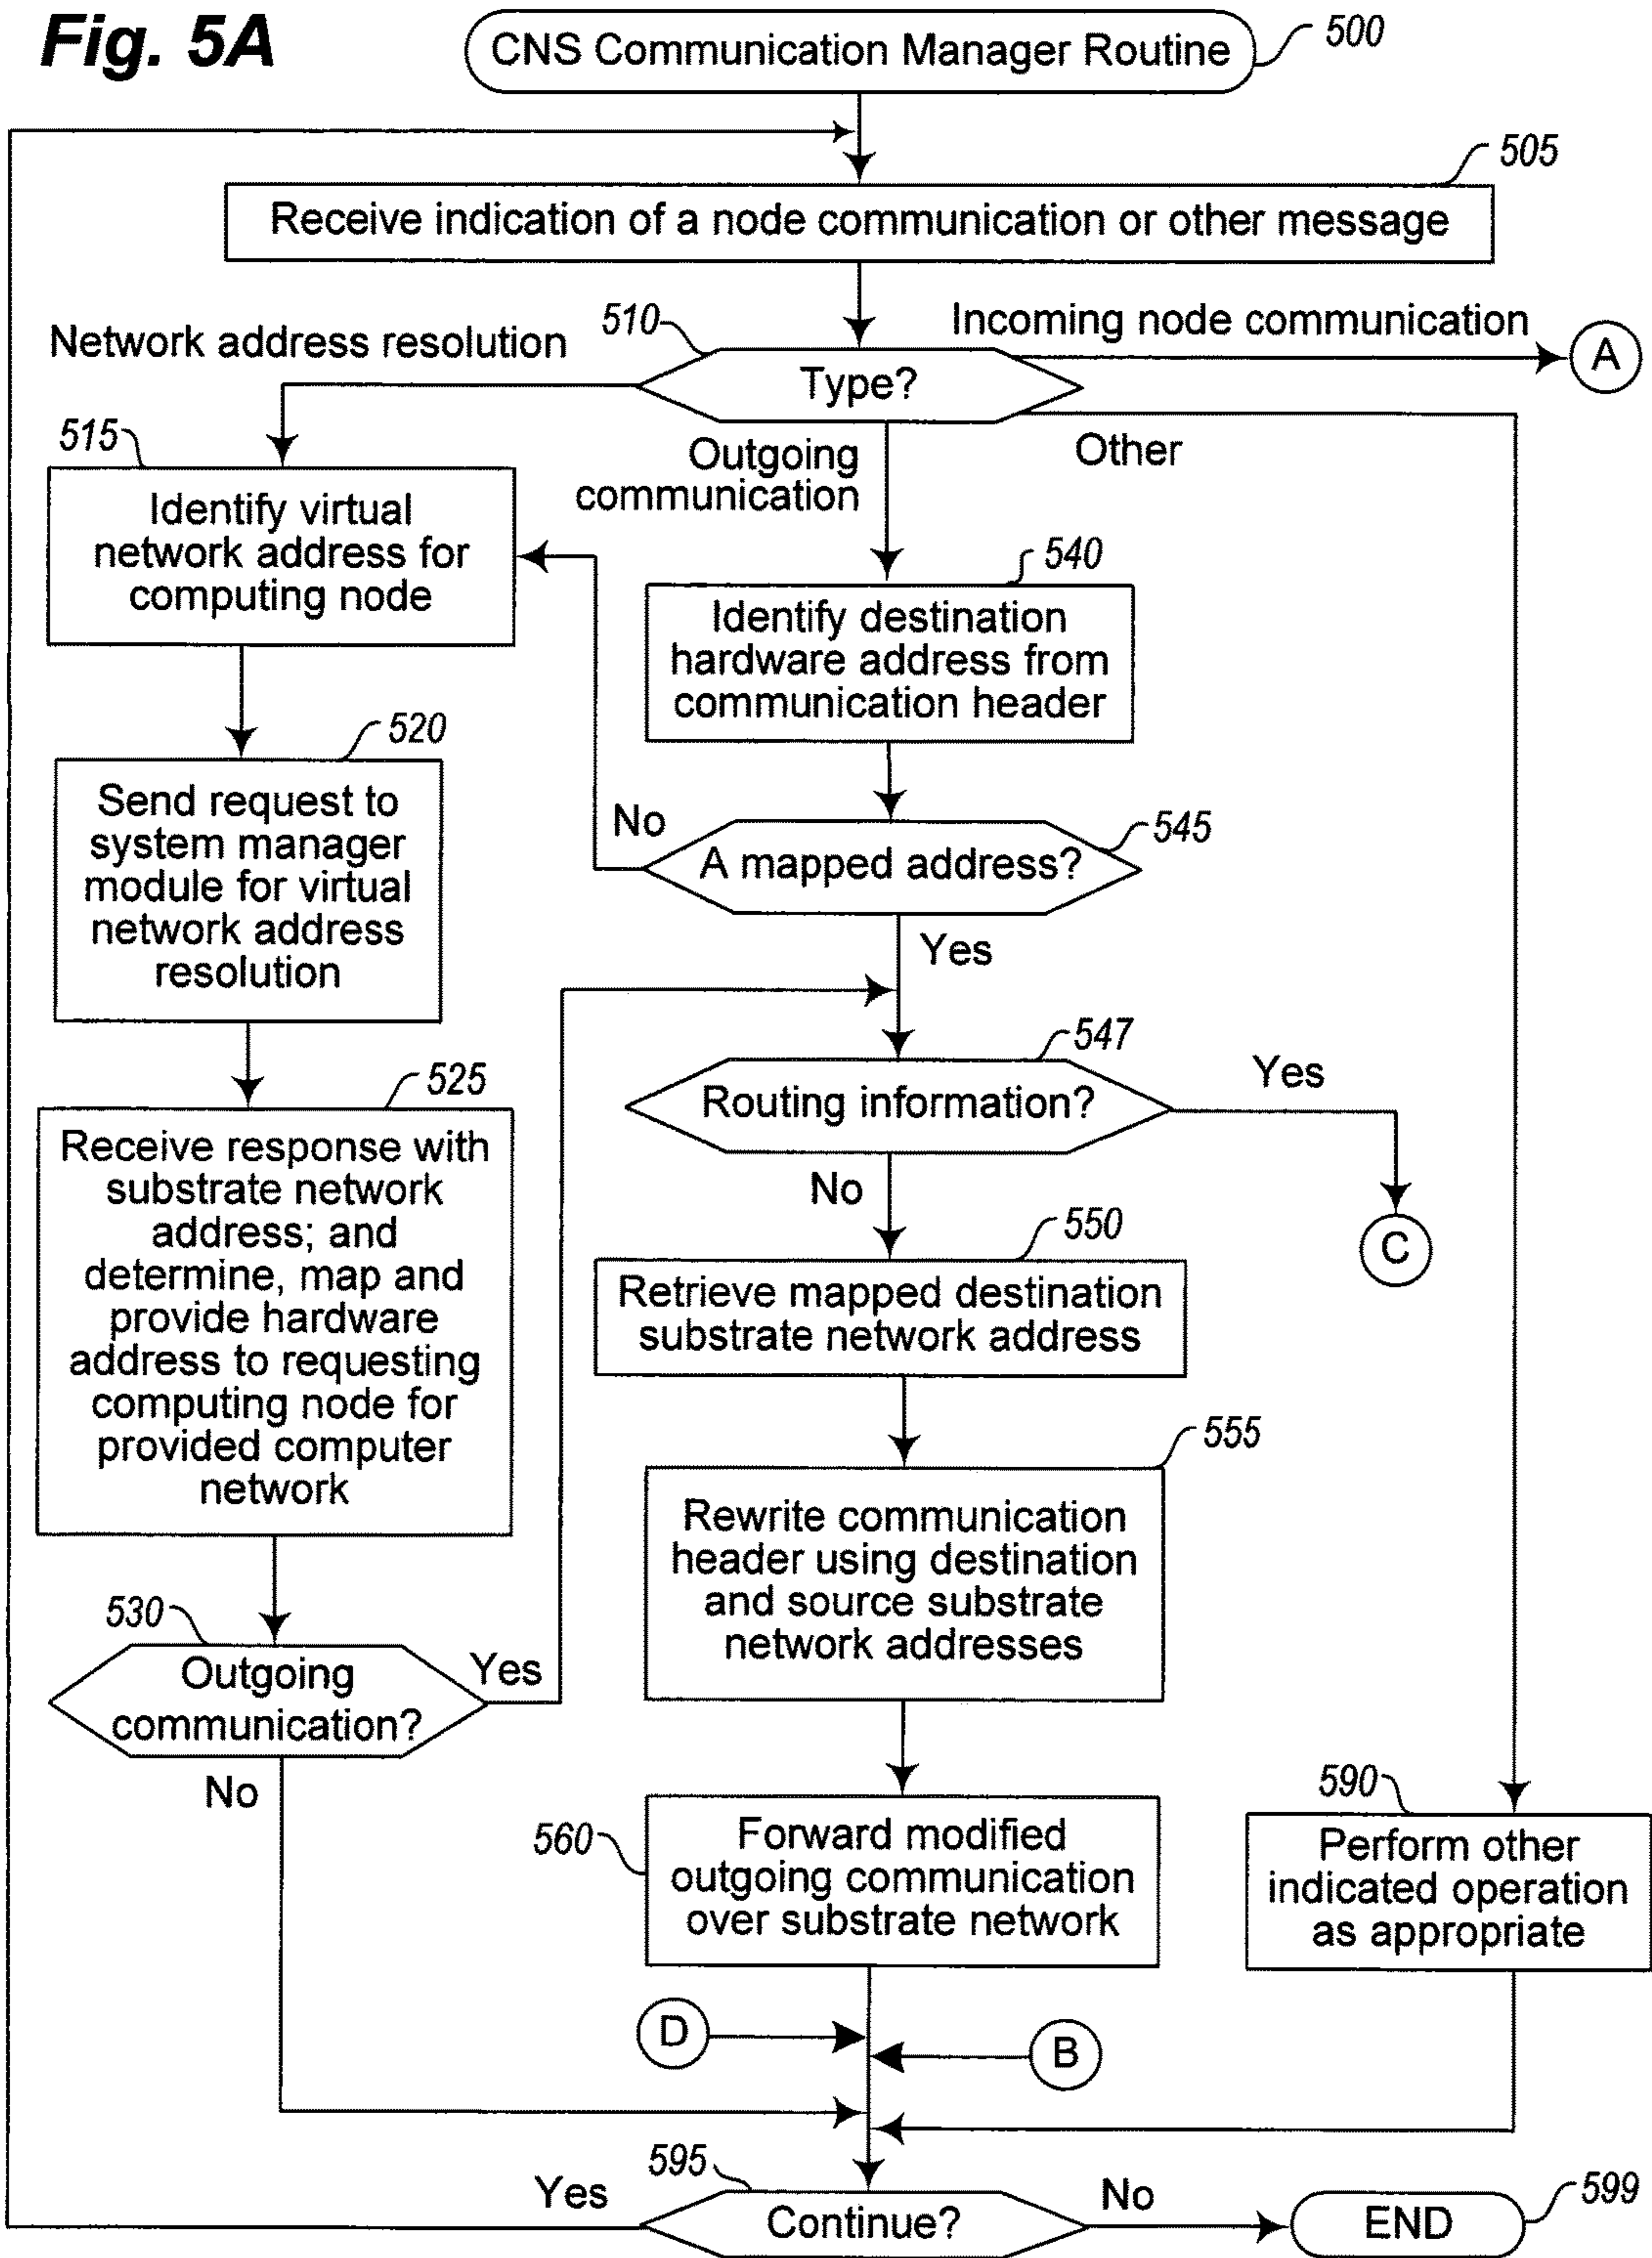 Fig. 5A
CNS Communication Manager Routine
500
505
Receive indication of a node communication or other message
510
Incoming node communication
A
Network address resolution
Type?
515
Outgoing
communication
Other
Identify virtual
network address for
computing node
540
Identify destination
hardware address from
communication header
520
Send request to
system manager
module for virtual
network address
resolution
No
A mapped address?
545
Yes
547
Routing information?
Yes
C
525
Receive response with
substrate network
address; and
determine, map and
provide hardware
address to requesting
computing node for
provided computer
network
No
550
Retrieve mapped destination
substrate network address
555
Rewrite communication
header using destination
and source substrate
network addresses
530
Outgoing
communication?
Yes
No
560
Forward modified
outgoing communication
over substrate network
590
Perform other
indicated operation
as appropriate
D
B
595
Yes
Continue?
No
END
599